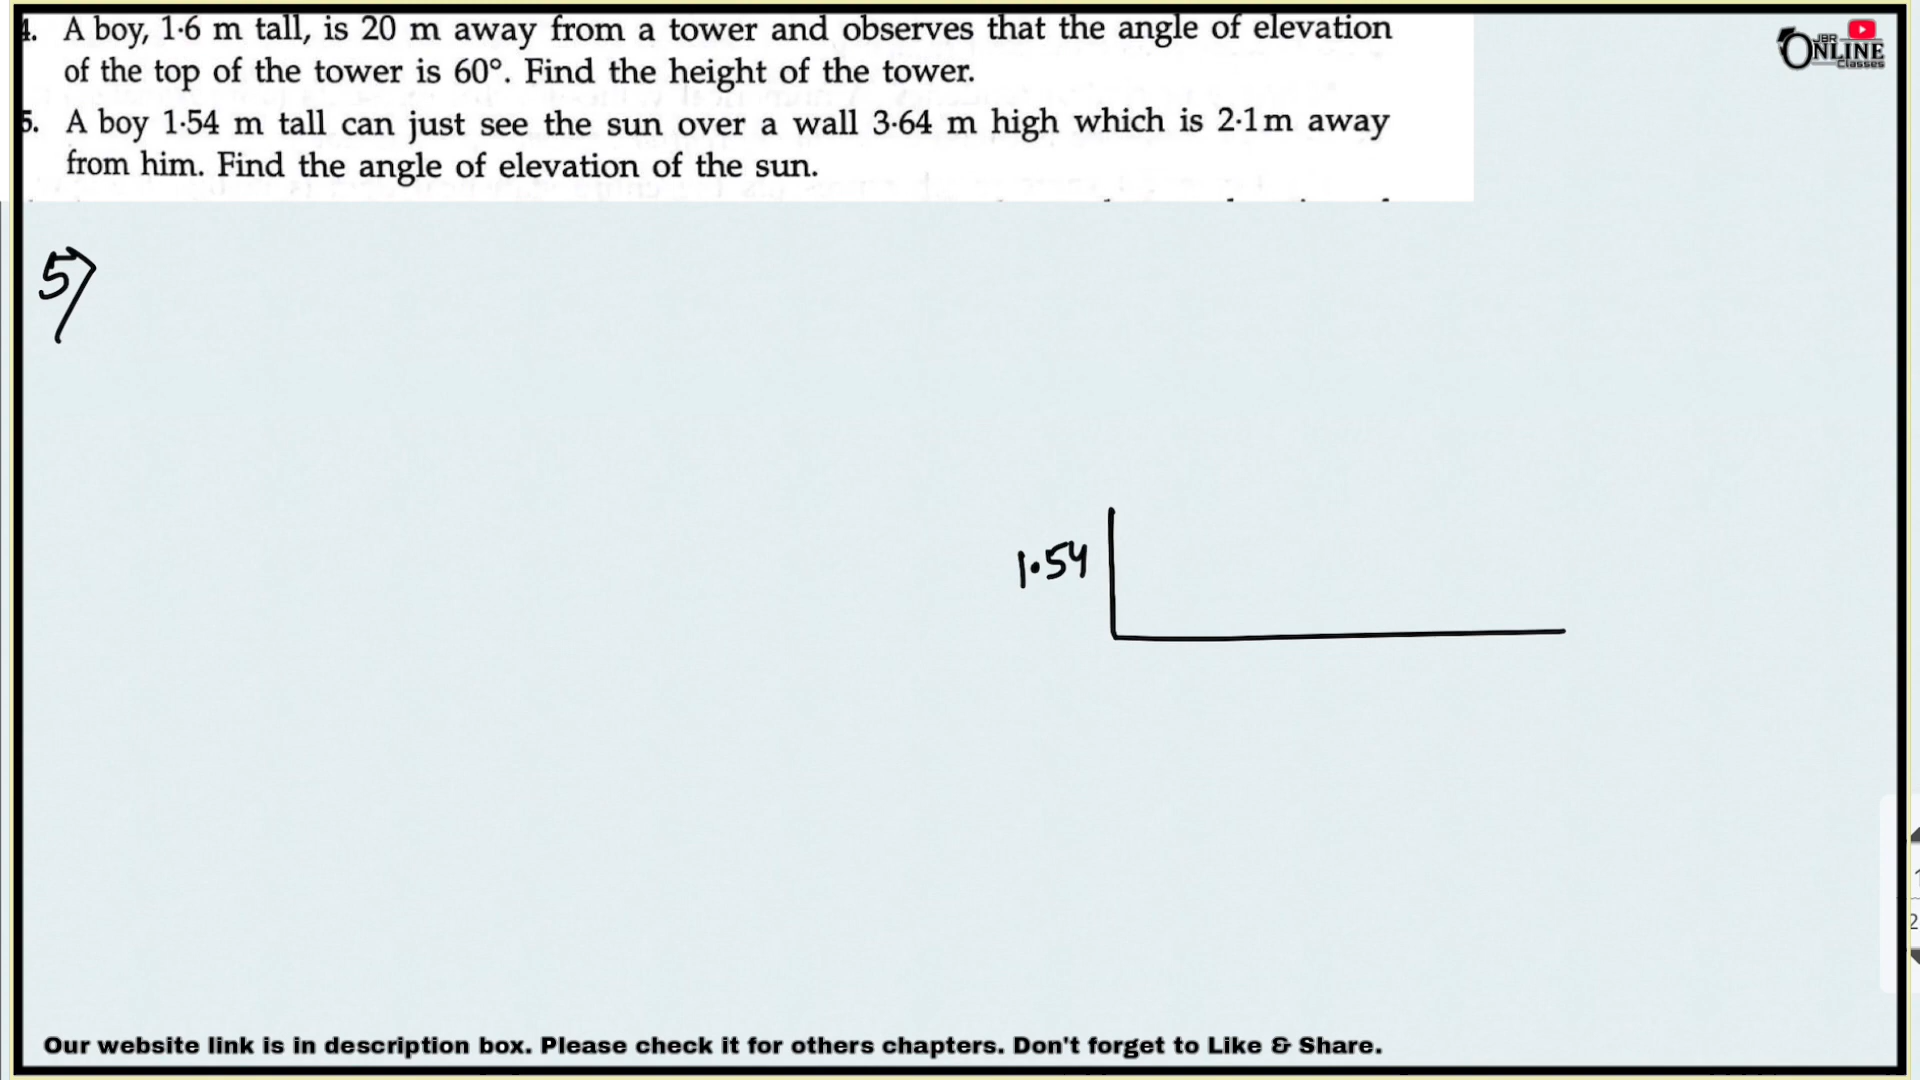 4. A boy, 1·6 m tall, is 20 m away from a tower and observes that the angle of elevation
of the top of the tower is 60°. Find the height of the tower.
5. A boy 1·54 m tall can just see the sun over a wall 3·64 m high which is 2·1m away
from him. Find the angle of elevation of the sun.
JBR
ONLINE
Classes
5)
1.54
1
2
Our website link is in description box. Please check it for others chapters. Don't forget to Like & Share.